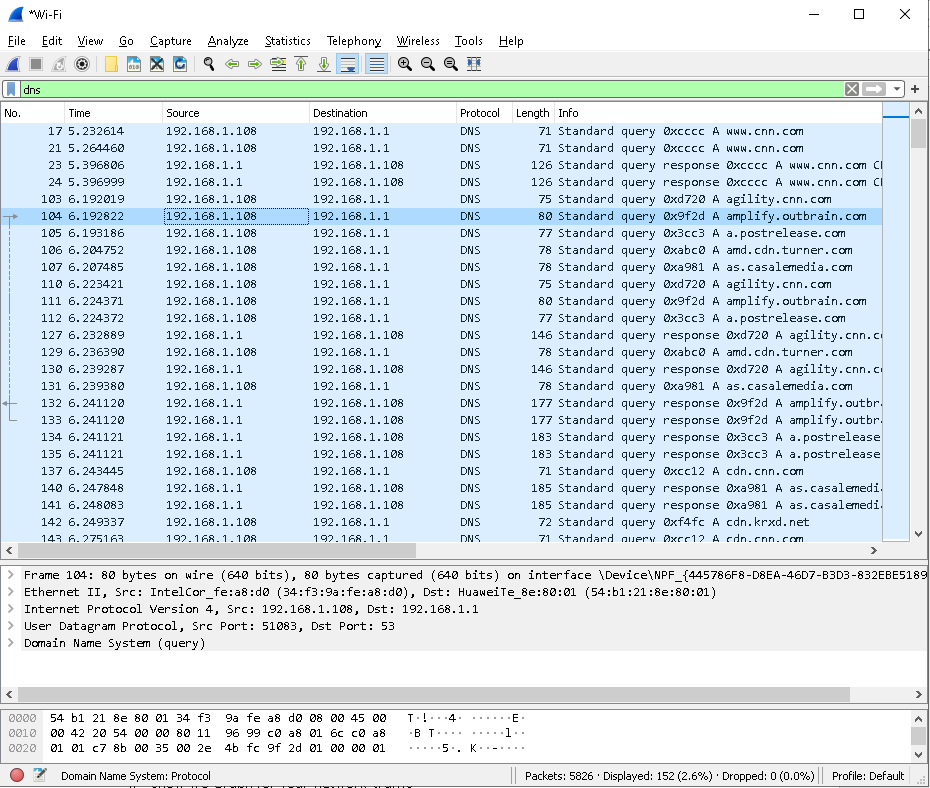 *Wi-Fi
File Edit View Go Capture Analyze Statistics Telephony Wireless Tools Help
dns
No. Time Source Destination Protocol Length Info
17 5.232614 192.168.1.108 192.168.1.1 DNS 71 Standard query 0xcccc A www.cnn.com
21 5.264460 192.168.1.108 192.168.1.1 DNS 71 Standard query 0xcccc A www.cnn.com
23 5.396806 192.168.1.1 192.168.1.108 DNS 126 Standard query response 0xcccc A www.cnn.com
24 5.396999 192.168.1.1 192.168.1.108 DNS 126 Standard query response 0xcccc A www.cnn.com
103 6.192019 192.168.1.108 192.168.1.1 DNS 75 Standard query 0xd720 A agility.cnn.com
104 6.192822 192.168.1.108 192.168.1.1 DNS 80 Standard query 0x9f2d A amplify.outbrain.com
105 6.193186 192.168.1.108 192.168.1.1 DNS 77 Standard query 0x3cc3 A a.postrelease.com
106 6.204752 192.168.1.108 192.168.1.1 DNS 78 Standard query 0xabc0 A amd.cdn.turner.com
107 6.207485 192.168.1.108 192.168.1.1 DNS 78 Standard query 0xa981 A as.casalemedia.com
110 6.223421 192.168.1.108 192.168.1.1 DNS 75 Standard query 0xd720 A agility.cnn.com
111 6.224371 192.168.1.108 192.168.1.1 DNS 80 Standard query 0x9f2d A amplify.outbrain.com
112 6.224372 192.168.1.108 192.168.1.1 DNS 77 Standard query 0x3cc3 A a.postrelease.com
127 6.232889 192.168.1.1 192.168.1.108 DNS 146 Standard query response 0xd720 A agility.cnn.c
129 6.236390 192.168.1.108 192.168.1.1 DNS 78 Standard query 0xabc0 A amd.cdn.turner.com
130 6.239287 192.168.1.1 192.168.1.108 DNS 146 Standard query response 0xd720 A agility.cnn.c
131 6.239380 192.168.1.108 192.168.1.1 DNS 78 Standard query 0xa981 A as.casalemedia.com
132 6.241120 192.168.1.1 192.168.1.108 DNS 177 Standard query response 0x9f2d A amplify.outbr
133 6.241120 192.168.1.1 192.168.1.108 DNS 177 Standard query response 0x9f2d A amplify.outbr
134 6.241121 192.168.1.1 192.168.1.108 DNS 183 Standard query response 0x3cc3 A a.postrelease
135 6.241121 192.168.1.1 192.168.1.108 DNS 183 Standard query response 0x3cc3 A a.postrelease
137 6.243445 192.168.1.108 192.168.1.1 DNS 71 Standard query 0xcc12 A cdn.cnn.com
140 6.247848 192.168.1.1 192.168.1.108 DNS 185 Standard query response 0xa981 A as.casalemedi
141 6.248083 192.168.1.1 192.168.1.108 DNS 185 Standard query response 0xa981 A as.casalemedi
142 6.249337 192.168.1.108 192.168.1.1 DNS 72 Standard query 0xf4fc A cdn.krxd.net
143 6.275163 192.168.1.108 192.168.1.1 DNS 71 Standard query 0xcc12 A cdn.cnn.com
Frame 104: 80 bytes on wire (640 bits), 80 bytes captured (640 bits) on interface \Device\NPF_{445786F8-D8EA-46D7-B3D3-832EBE5189
Ethernet II, Src: IntelCor_fe:a8:d0 (34:f3:9a:fe:a8:d0), Dst: HuaweiTe_8e:80:01 (54:b1:21:8e:80:01)
Internet Protocol Version 4, Src: 192.168.1.108, Dst: 192.168.1.1
User Datagram Protocol, Src Port: 51083, Dst Port: 53
Domain Name System (query)
0000 54 b1 21 8e 80 01 34 f3 9a fe a8 d0 08 00 45 00 T·!···4· ······E·
0010 00 42 20 54 00 00 80 11 96 99 c0 a8 01 6c c0 a8 ·B T···· ·····l··
0020 01 01 c7 8b 00 35 00 2e 4b fc 9f 2d 01 00 00 01 ·····5·. K··-····
Domain Name System: Protocol
Packets: 5826 · Displayed: 152 (2.6%) · Dropped: 0 (0.0%)
Profile: Default